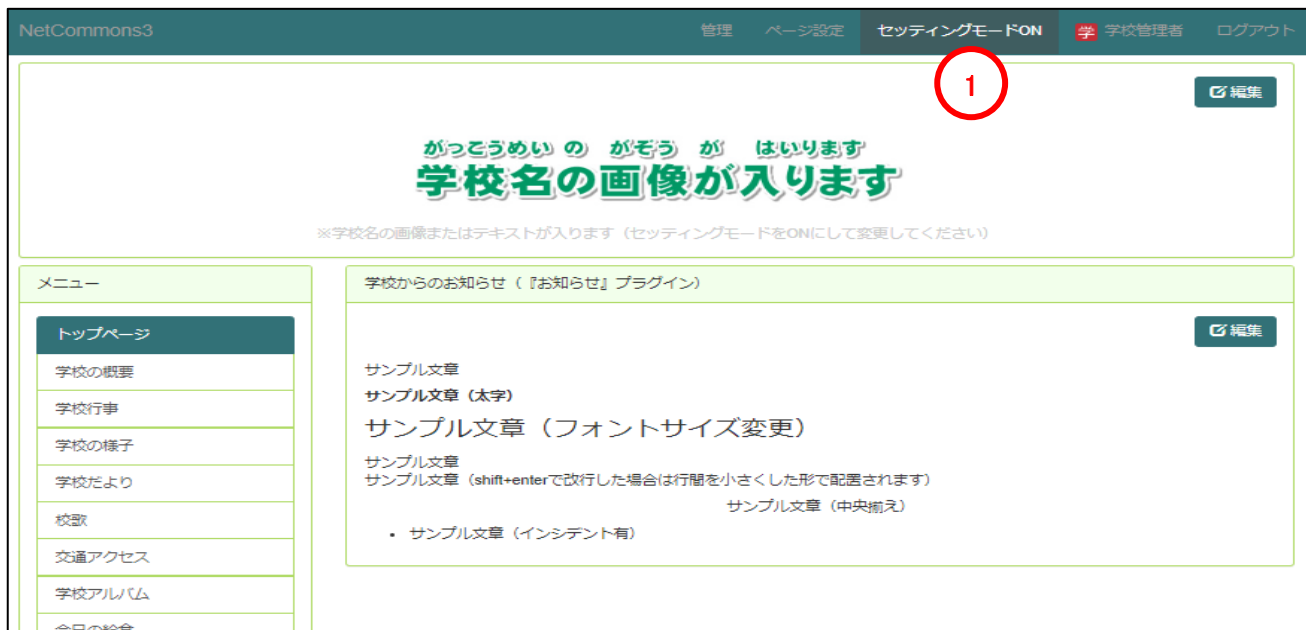 NetCommons3 管理 ページ設定 セッティングモードON 学 学校管理者 ログアウト
1
編集
がっこうめい の がぞう が はいります
学校名の画像が入ります
※学校名の画像またはテキストが入ります（セッティングモードをONにして変更してください）
メニュー
トップページ
学校の概要
学校行事
学校の様子
学校だより
校歌
交通アクセス
学校アルバム
今日の給食
学校からのお知らせ（『お知らせ』プラグイン）
編集
サンプル文章
サンプル文章（太字）
サンプル文章（フォントサイズ変更）
サンプル文章
サンプル文章（shift+enterで改行した場合は行間を小さくした形で配置されます）
サンプル文章（中央揃え）
• サンプル文章（インシデント有）